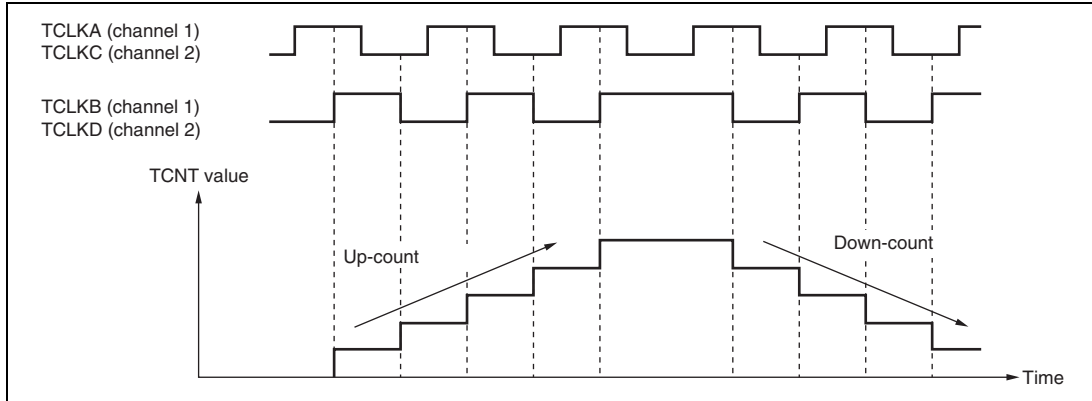 TCLKA (channel 1)
TCLKC (channel 2)
TCLKB (channel 1)
TCLKD (channel 2)
TCNT value
Up-count
Down-count
Time